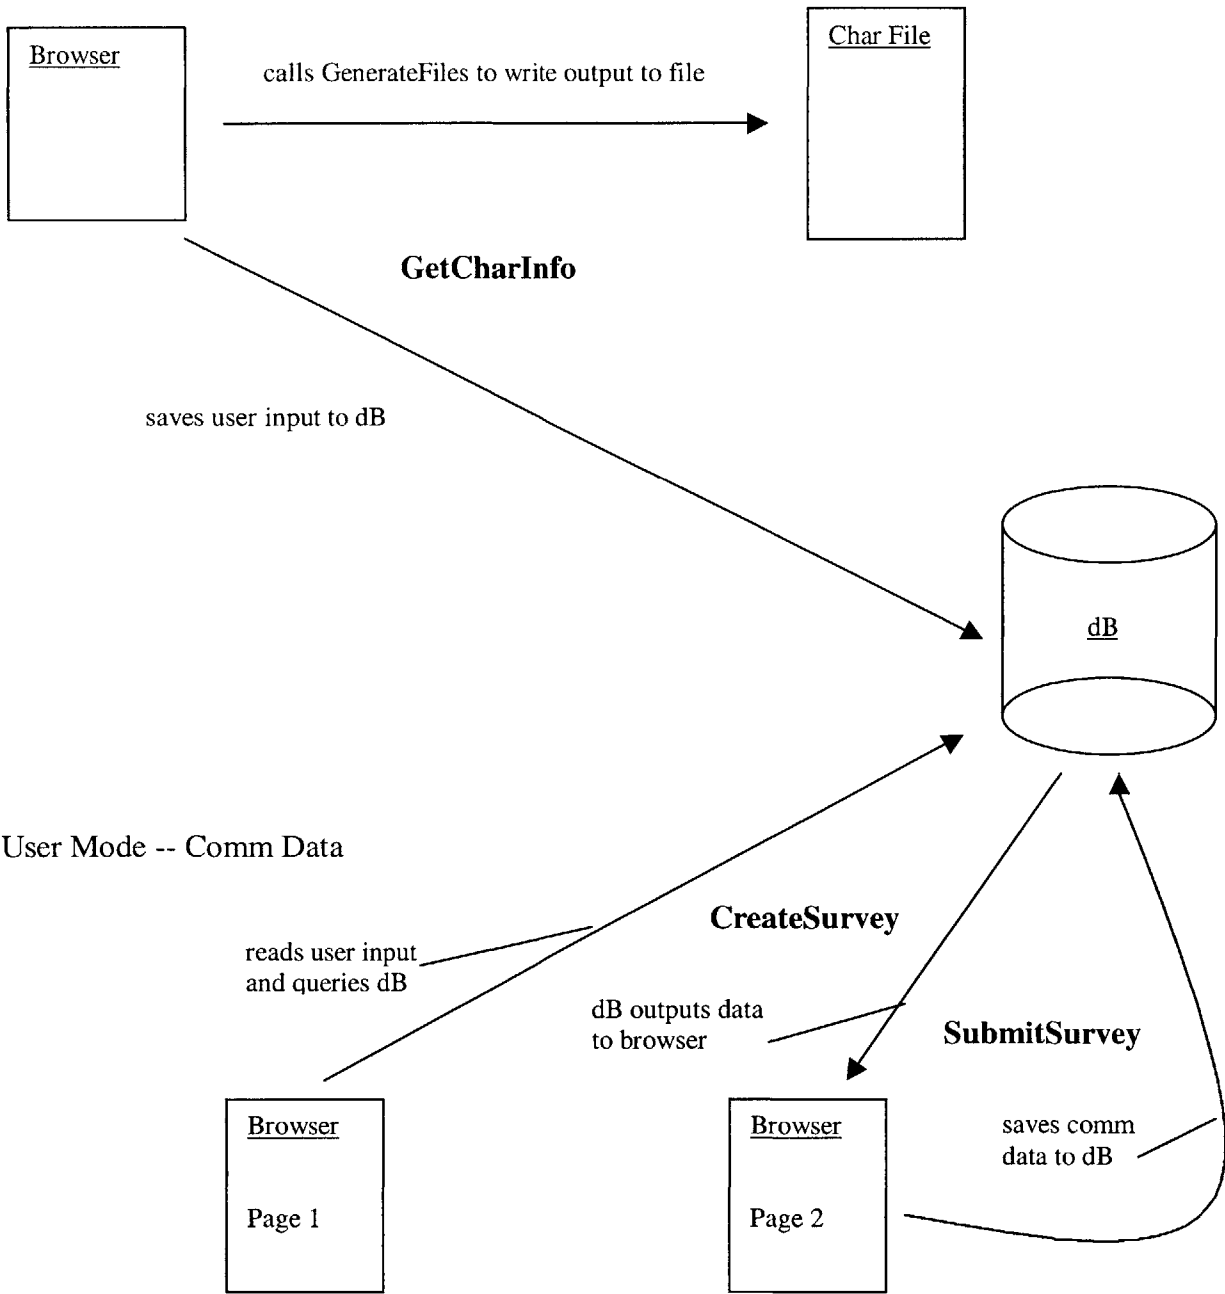 Browser
Char File
calls GenerateFiles to write output to file
GetCharInfo
saves user input to dB
dB
User Mode -- Comm Data
CreateSurvey
reads user input
and queries dB
dB outputs data
to browser
SubmitSurvey
Browser
Page 1
Browser
Page 2
saves comm
data to dB